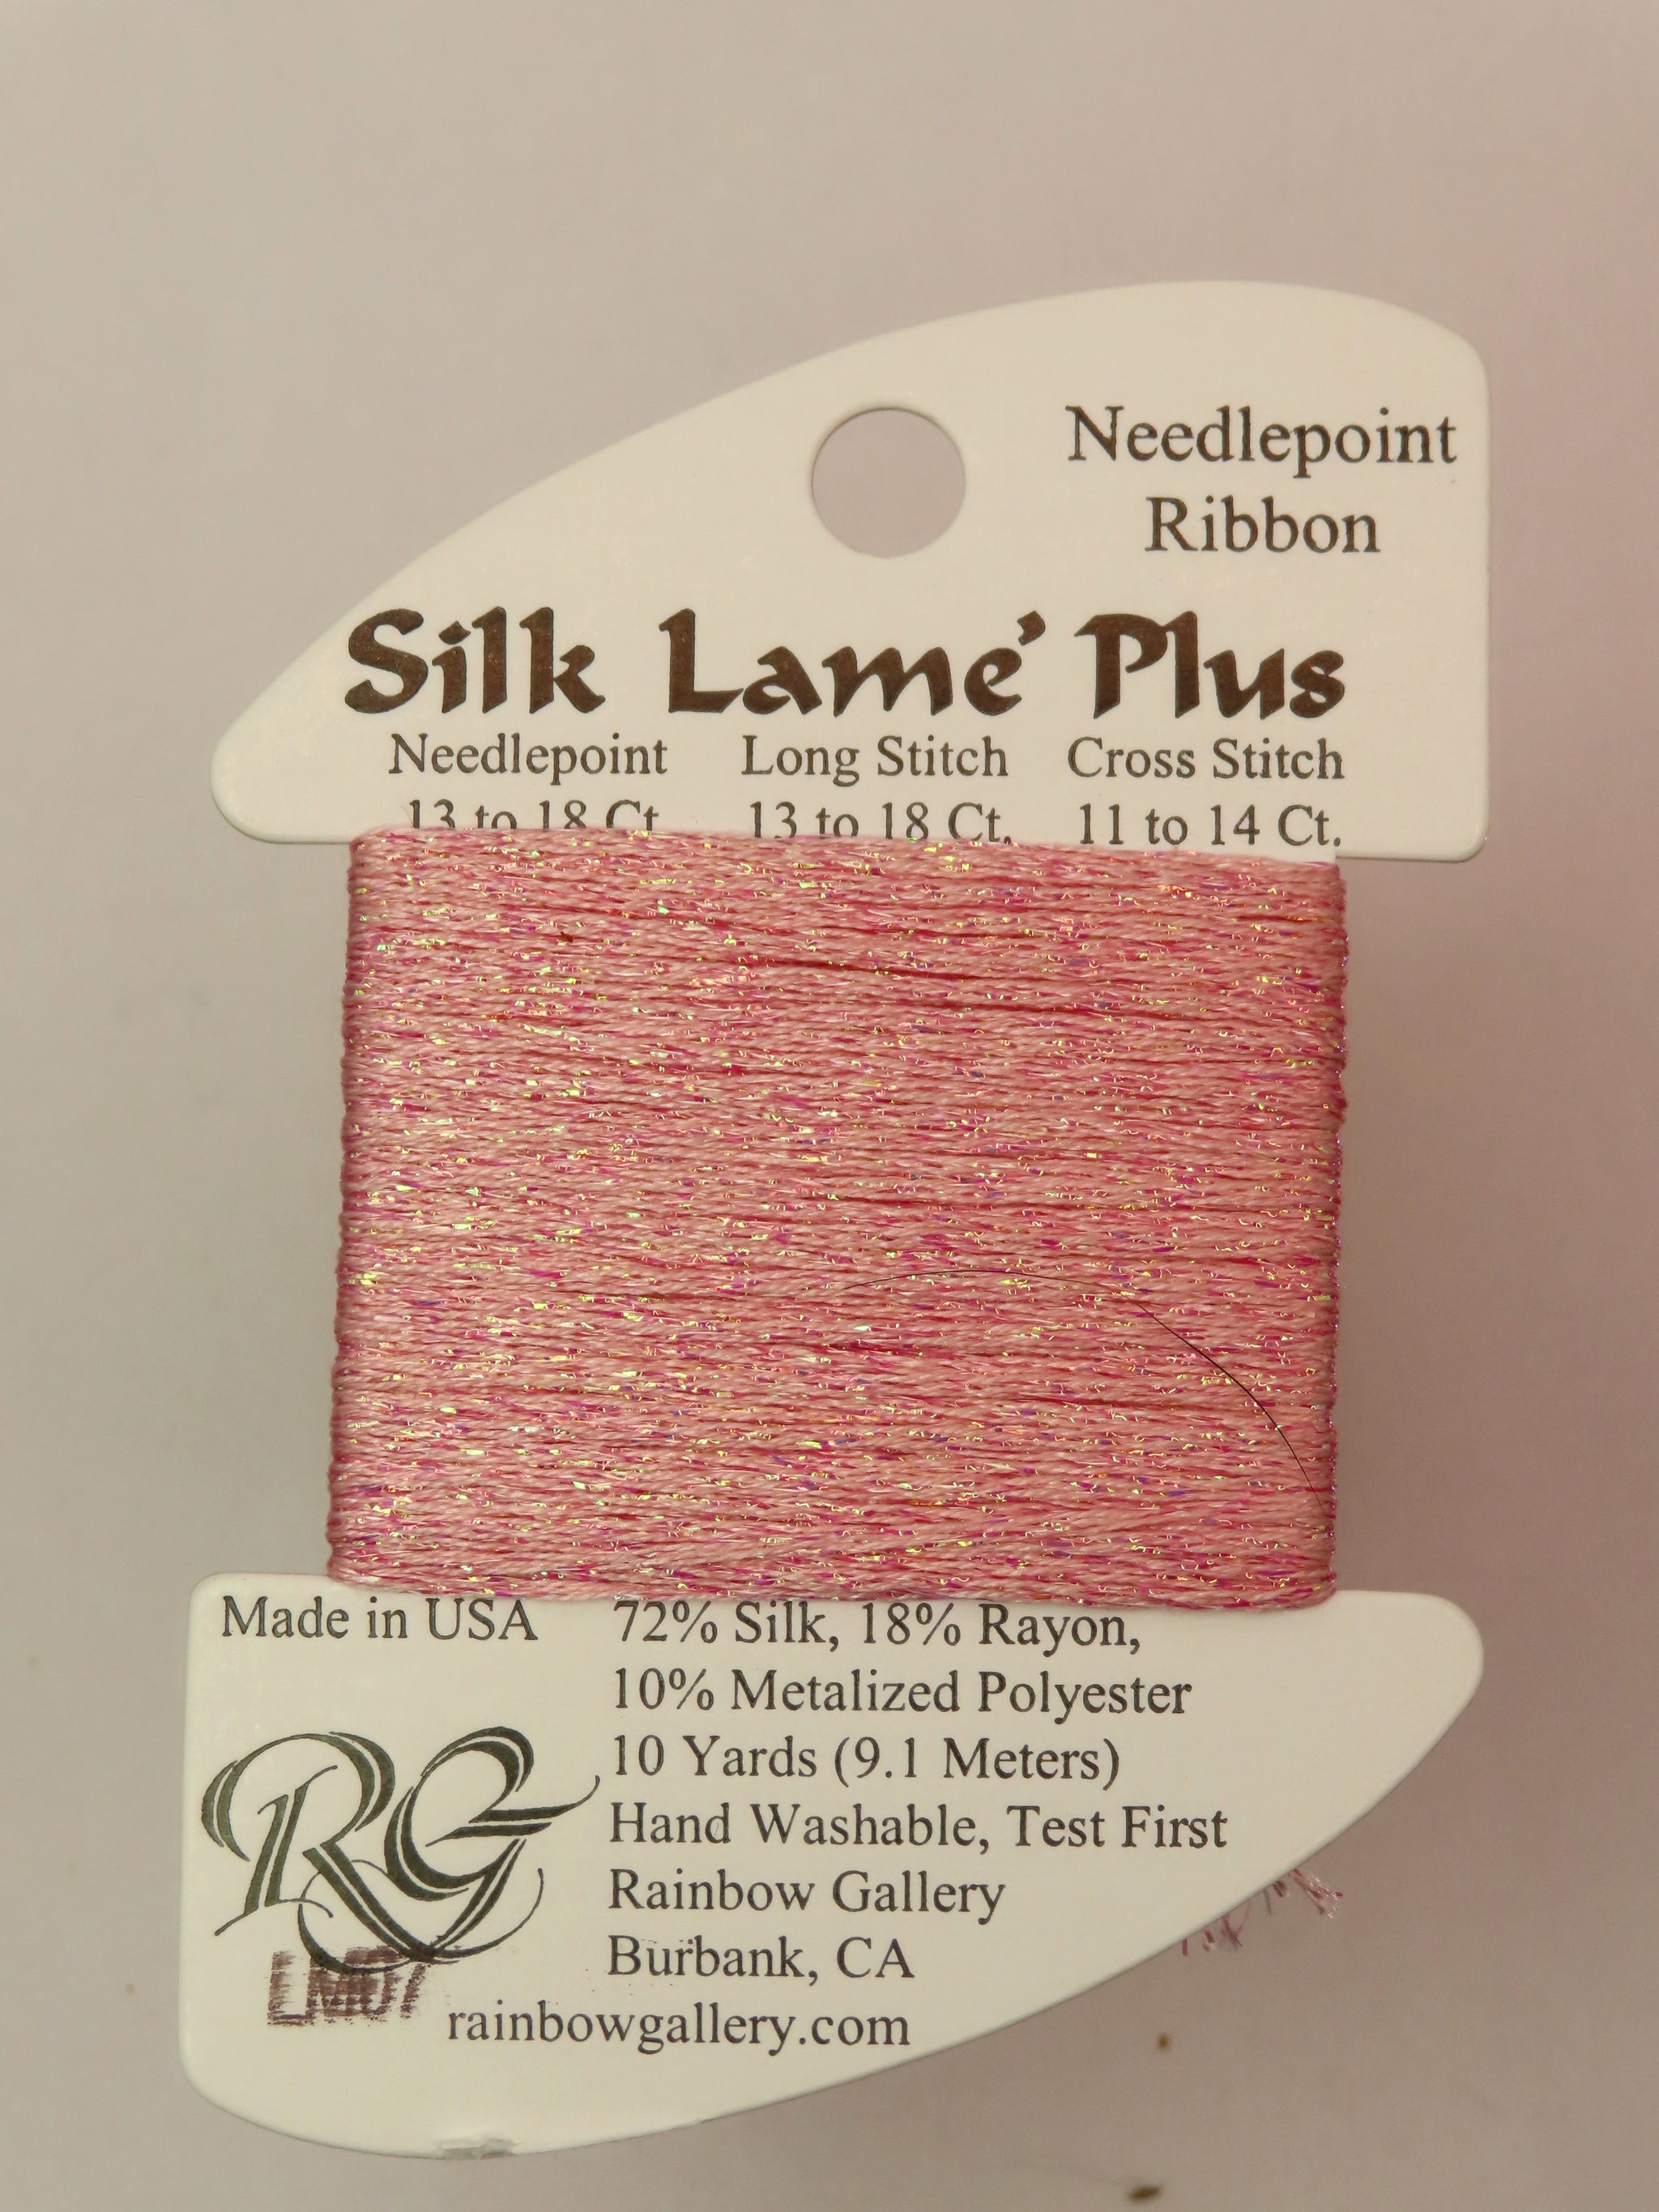 Needlepoint
Ribbon
Silk Lame' Plus
Needlepoint Long Stitch Cross Stitch
13 to 18 Ct. 13 to 18 Ct. 11 to 14 Ct.
Made in USA 72% Silk, 18% Rayon,
10% Metalized Polyester
10 Yards (9.1 Meters)
Hand Washable, Test First
Rainbow Gallery
Burbank, CA
RG
rainbowgallery.com